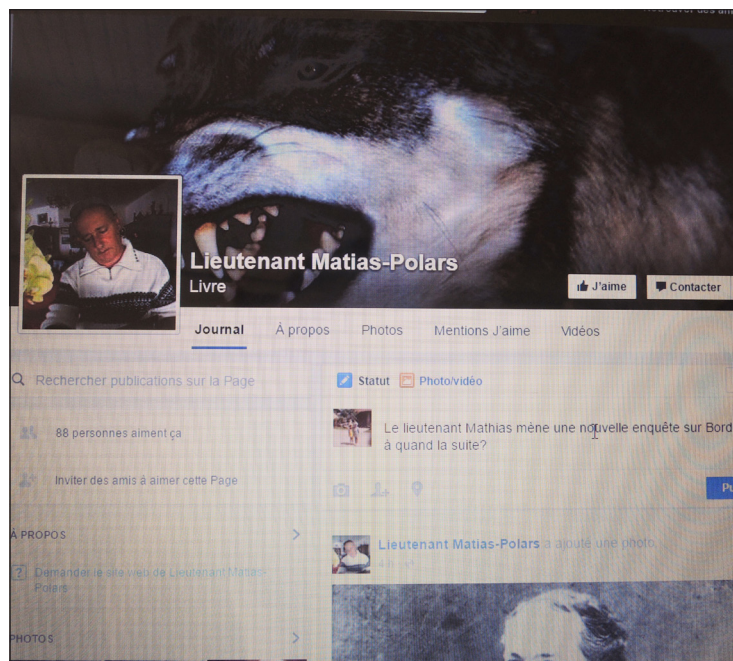 Lieutenant Matias-Polars
Livre
J'aime
Contacter
Journal
À propos
Photos
Mentions J'aime
Vidéos
Rechercher publications sur la Page
Statut
Photo/vidéo
88 personnes aiment ça
Le lieutenant Mathias méne une nouvelle enquête sur Bord
à quand la suite?
Inviter des amis à aimer cette Page
À PROPOS
Lieutenant Matias-Polars a ajouté une photo.
? Demander le site web de Lieutenant Matias-
Polars
PHOTOS